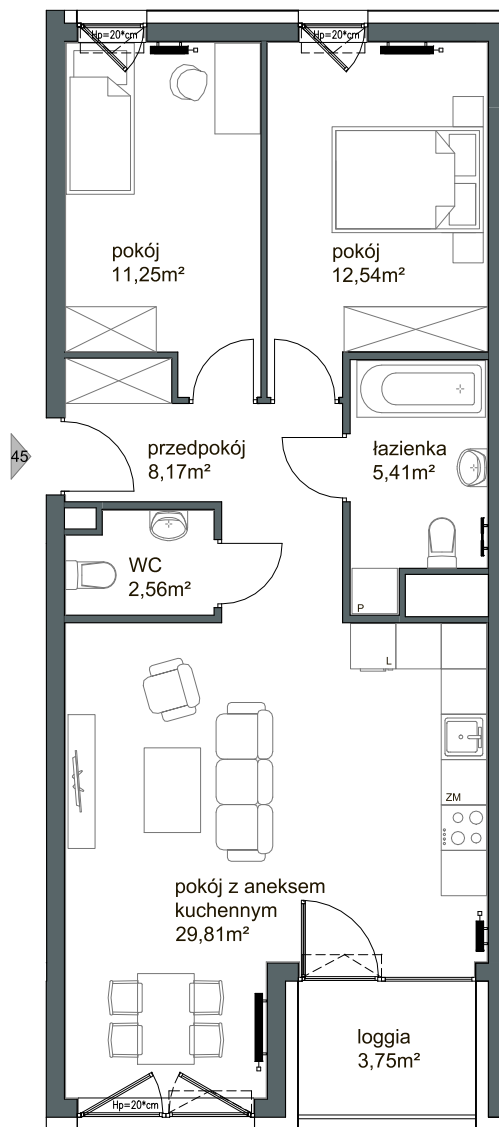 Hp=20*cm
Hp=20*cm
pokój
11,25m²
pokój
12,54m²
45
przedpokój
8,17m²
łazienka
5,41m²
WC
2,56m²
P
L
ZM
pokój z aneksem
kuchennym
29,81m²
loggia
3,75m²
Hp=20*cm